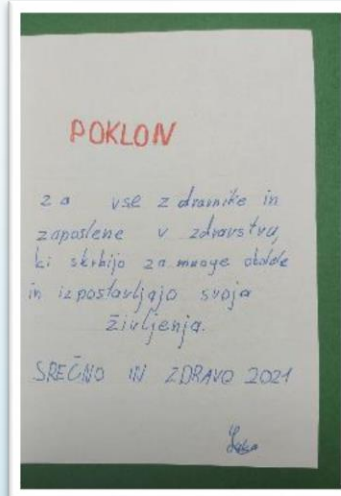 POKLON
za vse zdravnike in
zaposlene v zdravstvu,
ki skrbijo za mnoge obolele
in izpostavljajo svoja
življenja.
SREČNO IN ZDRAVO 2021